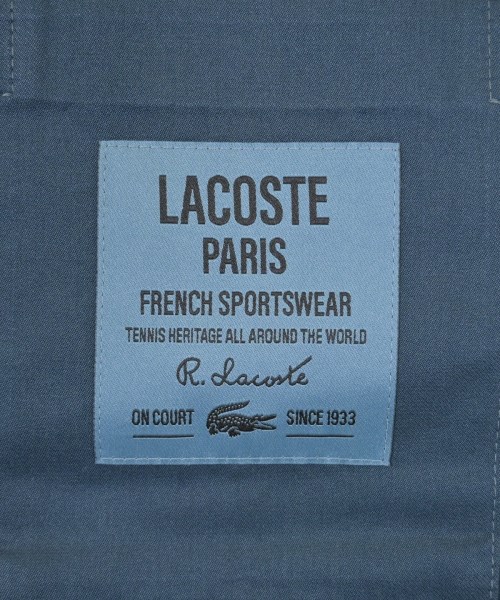 LACOSTE
PARIS
FRENCH SPORTSWEAR
TENNIS HERITAGE ALL AROUND THE WORLD
R. Lacoste
ON COURT SINCE 1933